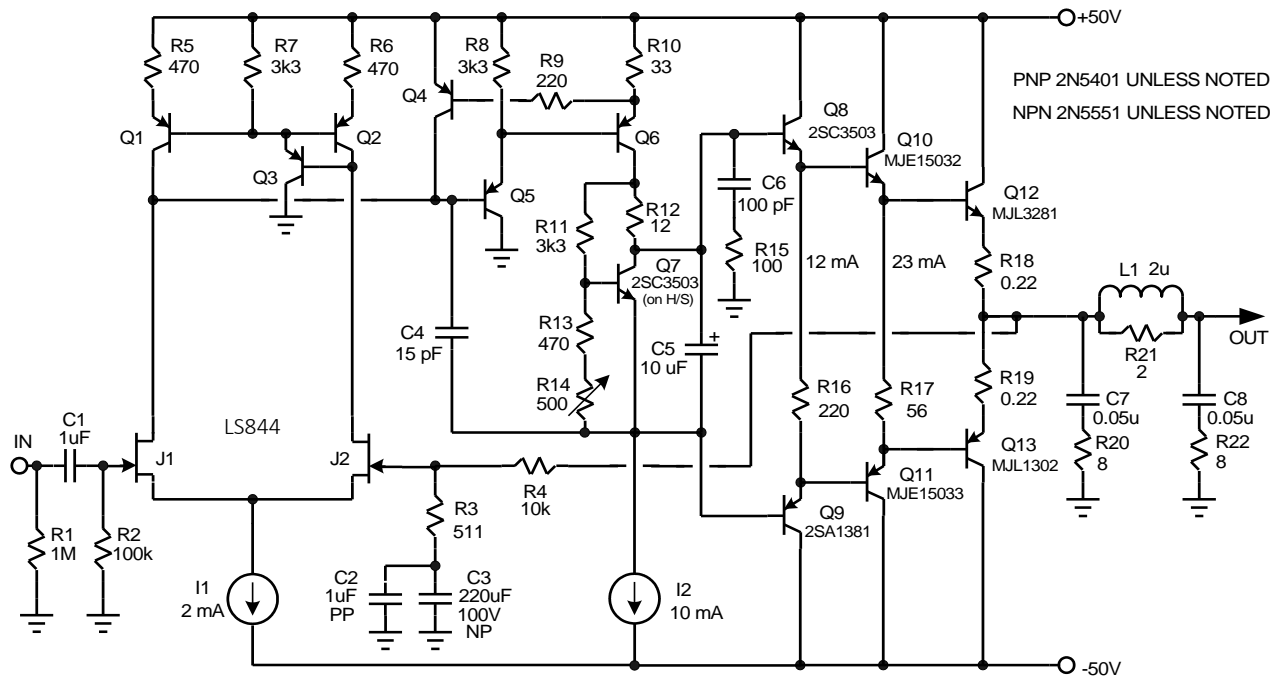 +50V
R5
470
R7
3k3
R6
470
R8
3k3
R9
220
R10
33
PNP 2N5401 UNLESS NOTED
NPN 2N5551 UNLESS NOTED
Q1
Q2
Q3
Q4
Q5
Q6
Q8
2SC3503
Q10
MJE15032
Q12
MJL3281
C6
100 pF
R11
3k3
R12
12
R15
100
12 mA
23 mA
R18
0.22
L1 2u
Q7
2SC3503
(on H/S)
C4
15 pF
R13
470
C5
10 uF
+
R14
500
R16
220
R17
56
R19
0.22
R21
2
OUT
C7
0.05u
C8
0.05u
R20
8
R22
8
Q13
MJL1302
Q11
MJE15033
Q9
2SA1381
IN
C1
1uF
LS844
J1
J2
R4
10k
R3
511
R1
1M
R2
100k
I1
2 mA
C2
1uF
PP
C3
220uF
100V
NP
I2
10 mA
-50V